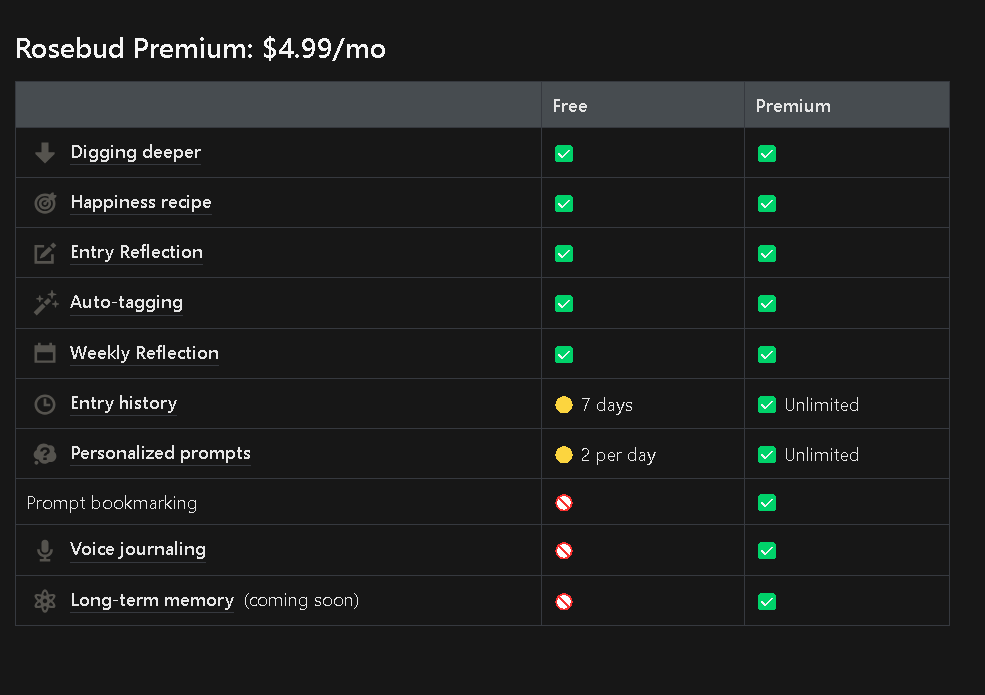 Rosebud Premium: $4.99/mo
Free Premium
Digging deeper
Happiness recipe
Entry Reflection
Auto-tagging
Weekly Reflection
Entry history 7 days Unlimited
Personalized prompts 2 per day Unlimited
Prompt bookmarking
Voice journaling
Long-term memory (coming soon)